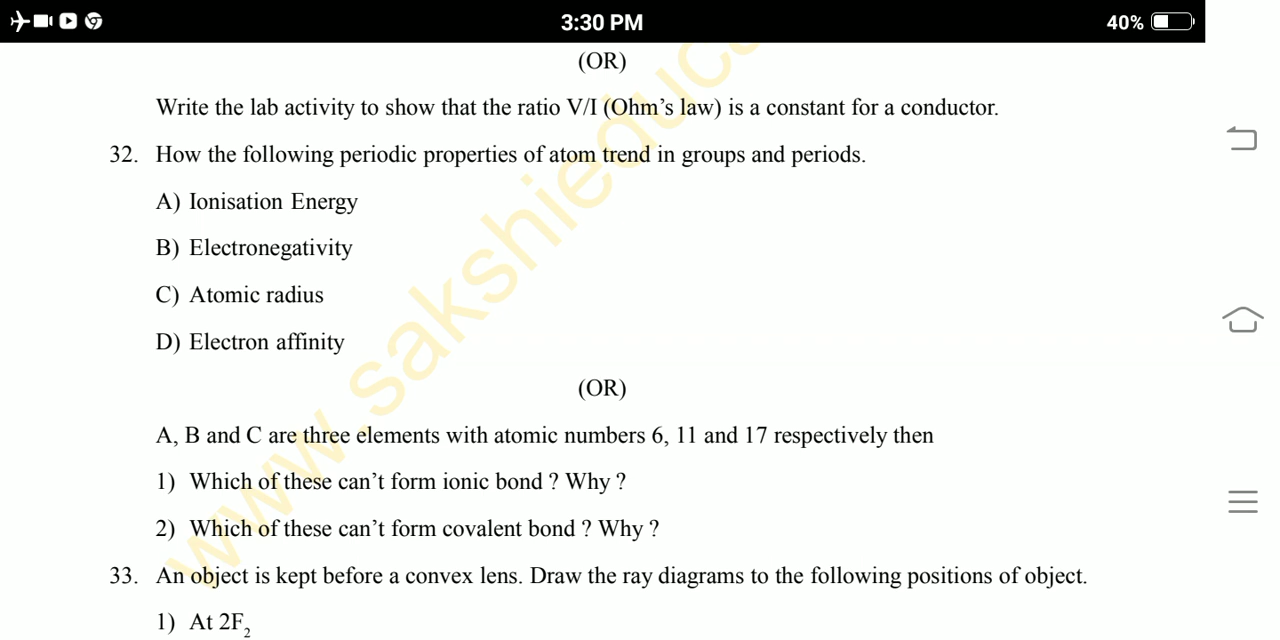 3:30 PM
40%
(OR)
Write the lab activity to show that the ratio V/I (Ohm’s law) is a constant for a conductor.
32. How the following periodic properties of atom trend in groups and periods.
A) Ionisation Energy
B) Electronegativity
C) Atomic radius
D) Electron affinity
(OR)
A, B and C are three elements with atomic numbers 6, 11 and 17 respectively then
1) Which of these can’t form ionic bond ? Why ?
2) Which of these can’t form covalent bond ? Why ?
33. An object is kept before a convex lens. Draw the ray diagrams to the following positions of object.
1) At 2F₂